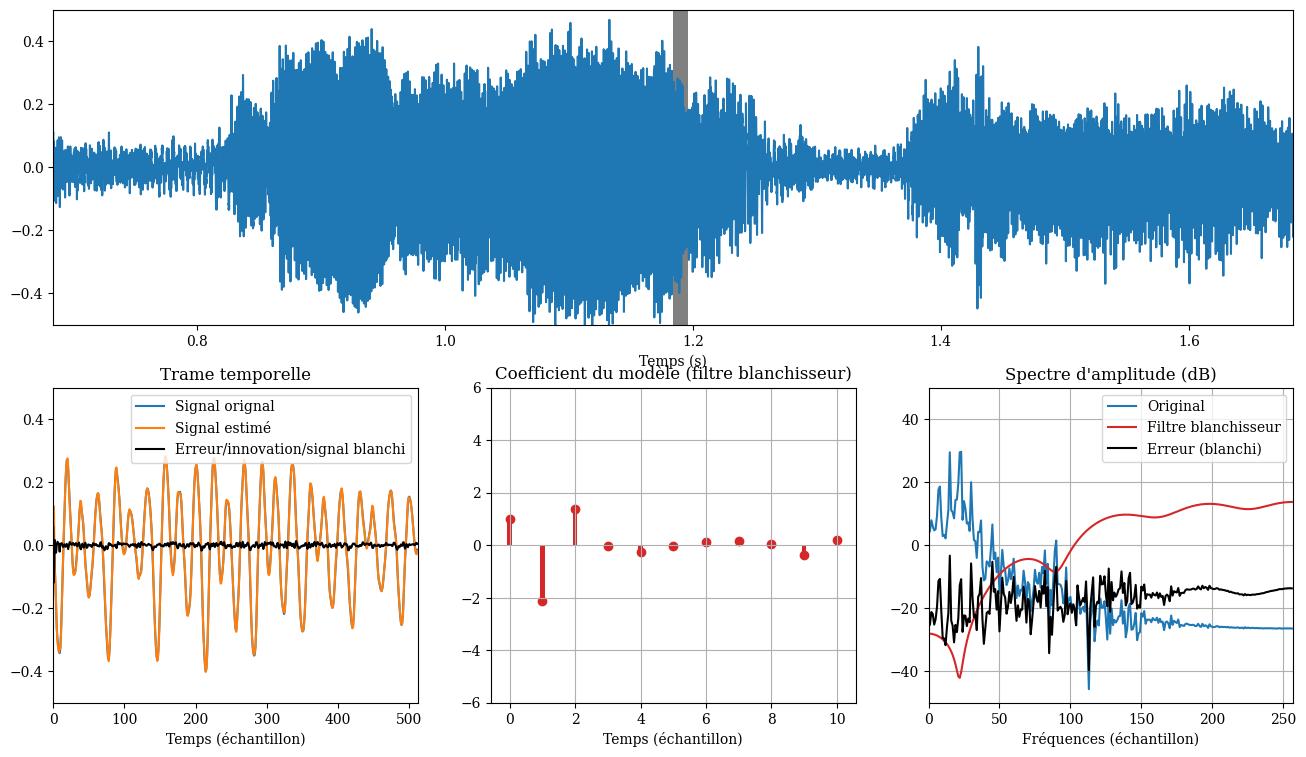 0.4
0.2
0.0
−0.2
−0.4
0.8 1.0 1.2 1.4 1.6
Temps (s)
Trame temporelle
0.4
0.2
0.0
−0.2
−0.4
Signal orignal
Signal estimé
Erreur/innovation/signal blanchi
0 100 200 300 400 500
Temps (échantillon)
Coefficient du modèle (filtre blanchisseur)
6
4
2
0
−2
−4
−6
0 2 4 6 8 10
Temps (échantillon)
Spectre d'amplitude (dB)
40
20
0
−20
−40
Original
Filtre blanchisseur
Erreur (blanchi)
0 50 100 150 200 250
Fréquences (échantillon)